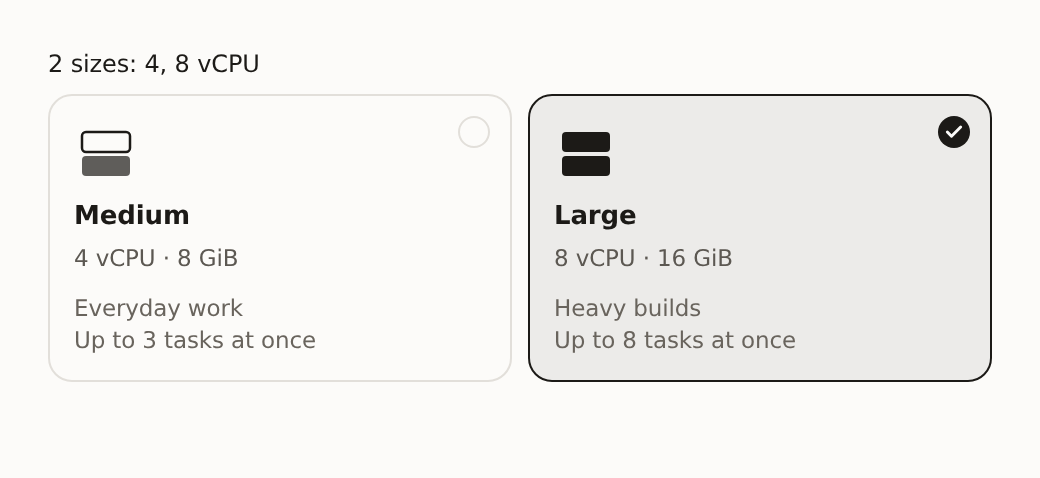 2 sizes: 4, 8 vCPU
Medium
4 vCPU · 8 GiB
Everyday work
Up to 3 tasks at once
Large
8 vCPU · 16 GiB
Heavy builds
Up to 8 tasks at once